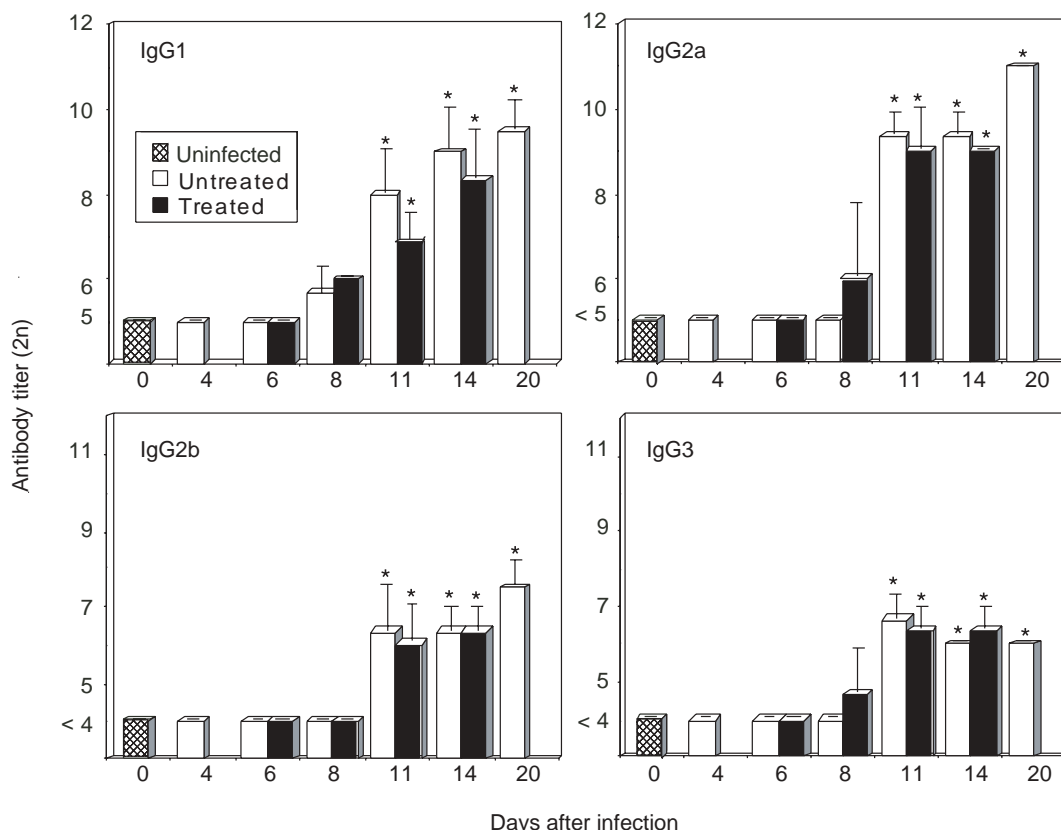 Antibody titer (2n)
IgG1
12
10
8
6
5
Uninfected
Untreated
Treated
* * * * *
0 4 6 8 11 14 20
IgG2a
12
10
8
6
< 5
* * * * *
0 4 6 8 11 14 20
IgG2b
11
9
7
5
< 4
* * * * *
0 4 6 8 11 14 20
IgG3
11
9
7
5
< 4
* * * * *
0 4 6 8 11 14 20
Days after infection